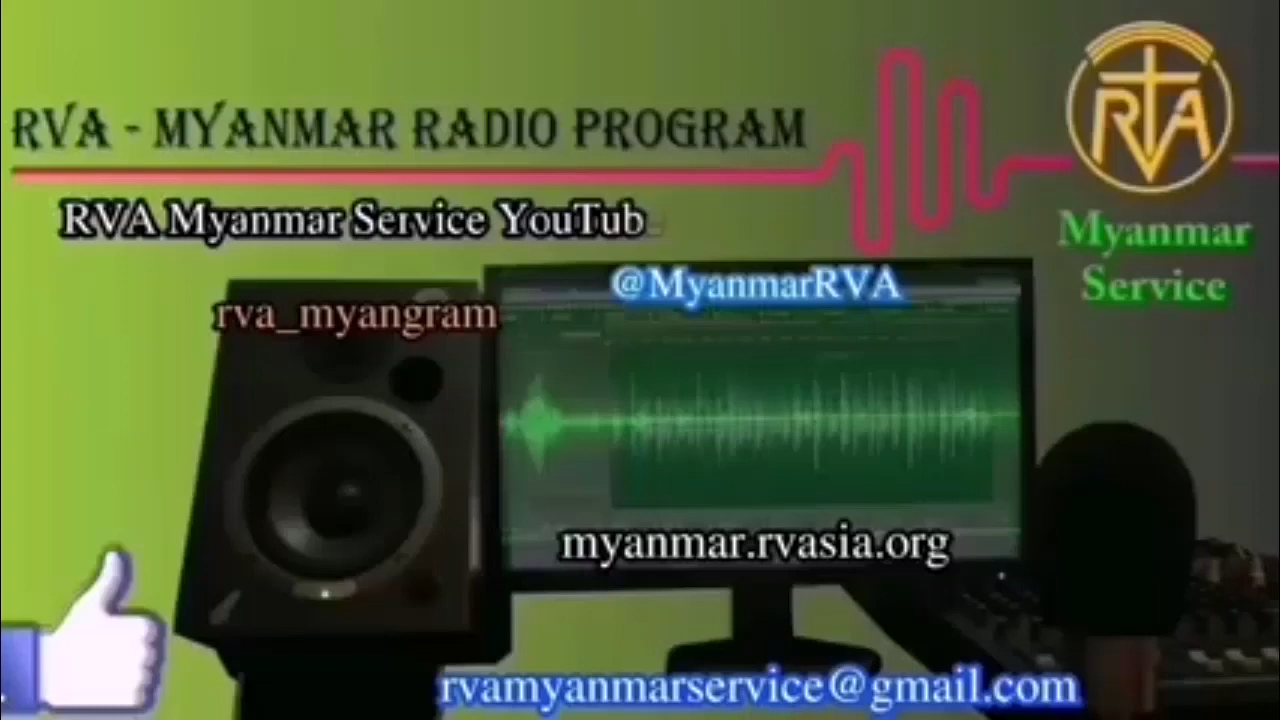 RVA - MYANMAR RADIO PROGRAM
RVA
RVA Myanmar Service YouTub
Myanmar
Service
@MyanmarRVA
rva_myangram
myanmar.rvasia.org
rvamyanmarservice@gmail.com